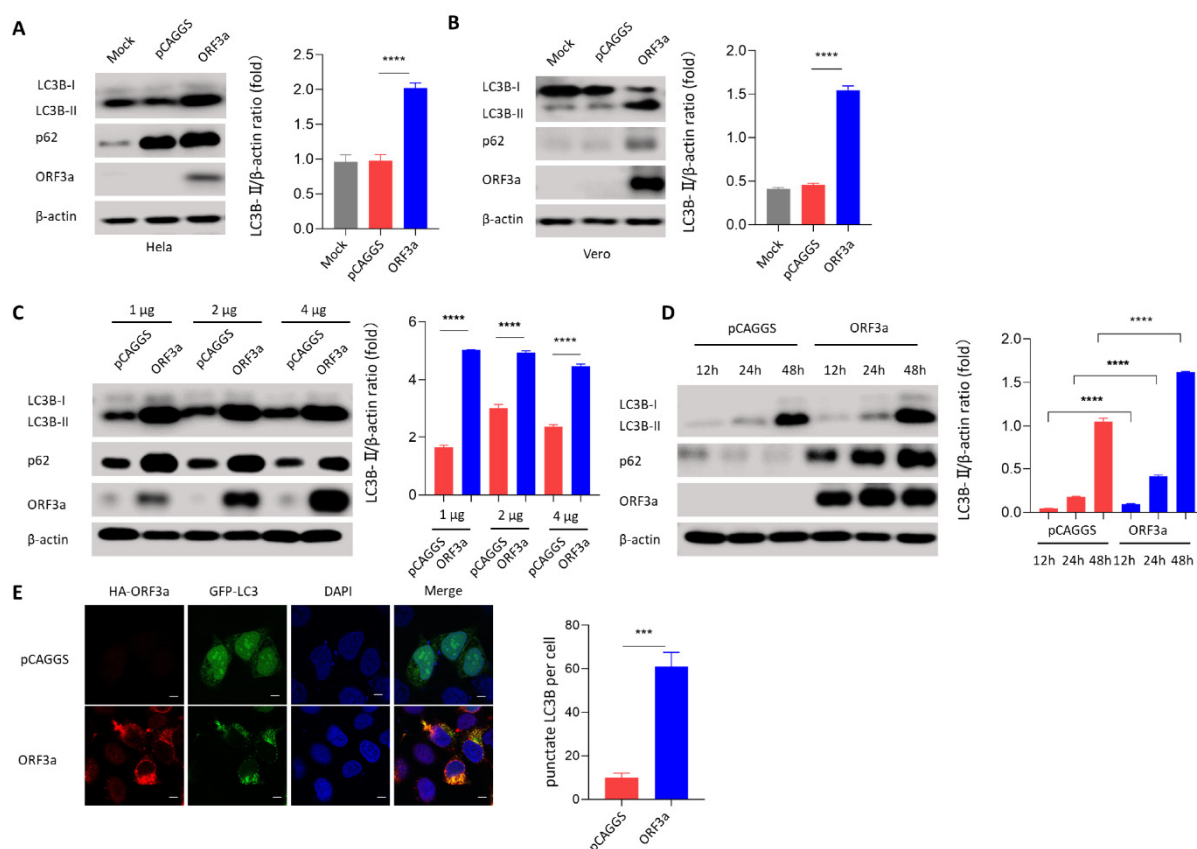 A
Mock
pCAGGS
ORF3a
LC3B-I
LC3B-II
p62
ORF3a
β-actin
Hela
LC3B- Ⅱ/β-actin ratio (fold)
2.5
2.0
1.5
1.0
0.5
0.0
****
Mock
pCAGGS
ORF3a
B
Mock
pCAGGS
ORF3a
LC3B-I
LC3B-II
p62
ORF3a
β-actin
Vero
LC3B- Ⅱ/β-actin ratio (fold)
2.0
1.5
1.0
0.5
0.0
****
Mock
pCAGGS
ORF3a
C
1 μg 2 μg 4 μg
pCAGGS ORF3a pCAGGS ORF3a pCAGGS ORF3a
LC3B-I
LC3B-II
p62
ORF3a
β-actin
LC3B- Ⅱ/β-actin ratio (fold)
6
4
2
0
**** **** ****
1 μg 2 μg 4 μg
pCAGGS ORF3a pCAGGS ORF3a pCAGGS ORF3a
D
pCAGGS ORF3a
12h 24h 48h 12h 24h 48h
LC3B-I
LC3B-II
p62
ORF3a
β-actin
LC3B- Ⅱ/β-actin ratio (fold)
2.0
1.5
1.0
0.5
0.0
****
****
****
pCAGGS ORF3a
12h 24h 48h 12h 24h 48h
E
HA-ORF3a GFP-LC3 DAPI Merge
pCAGGS
ORF3a
punctate LC3B per cell
80
60
40
20
0
***
pCAGGS
ORF3a